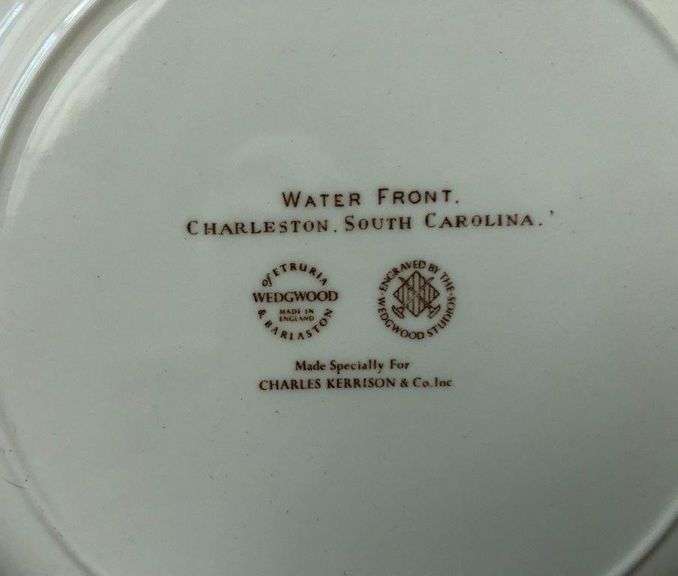 WATER FRONT.
CHARLESTON. SOUTH CAROLINA.
of ETRURIA
WEDGWOOD
MADE IN
ENGLAND
& BARLASTON
ENGRAVED BY THE
WEDGWOOD STUDIOS
Made Specially For
CHARLES KERRISON & Co. Inc